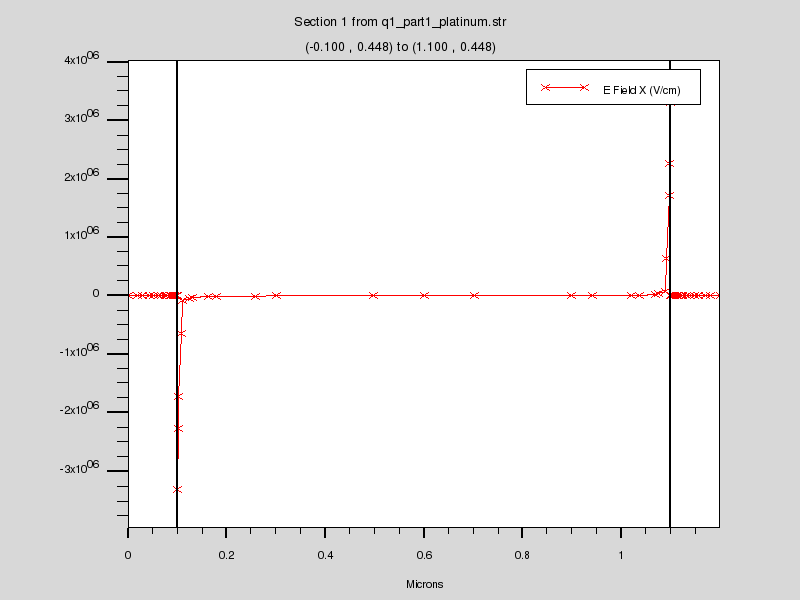 Section 1 from q1_part1_platinum.str
(-0.100 , 0.448) to (1.100 , 0.448)
E Field X (V/cm)
4x10^06
3x10^06
2x10^06
1x10^06
0
-1x10^06
-2x10^06
-3x10^06
0 0.2 0.4 0.6 0.8 1
Microns